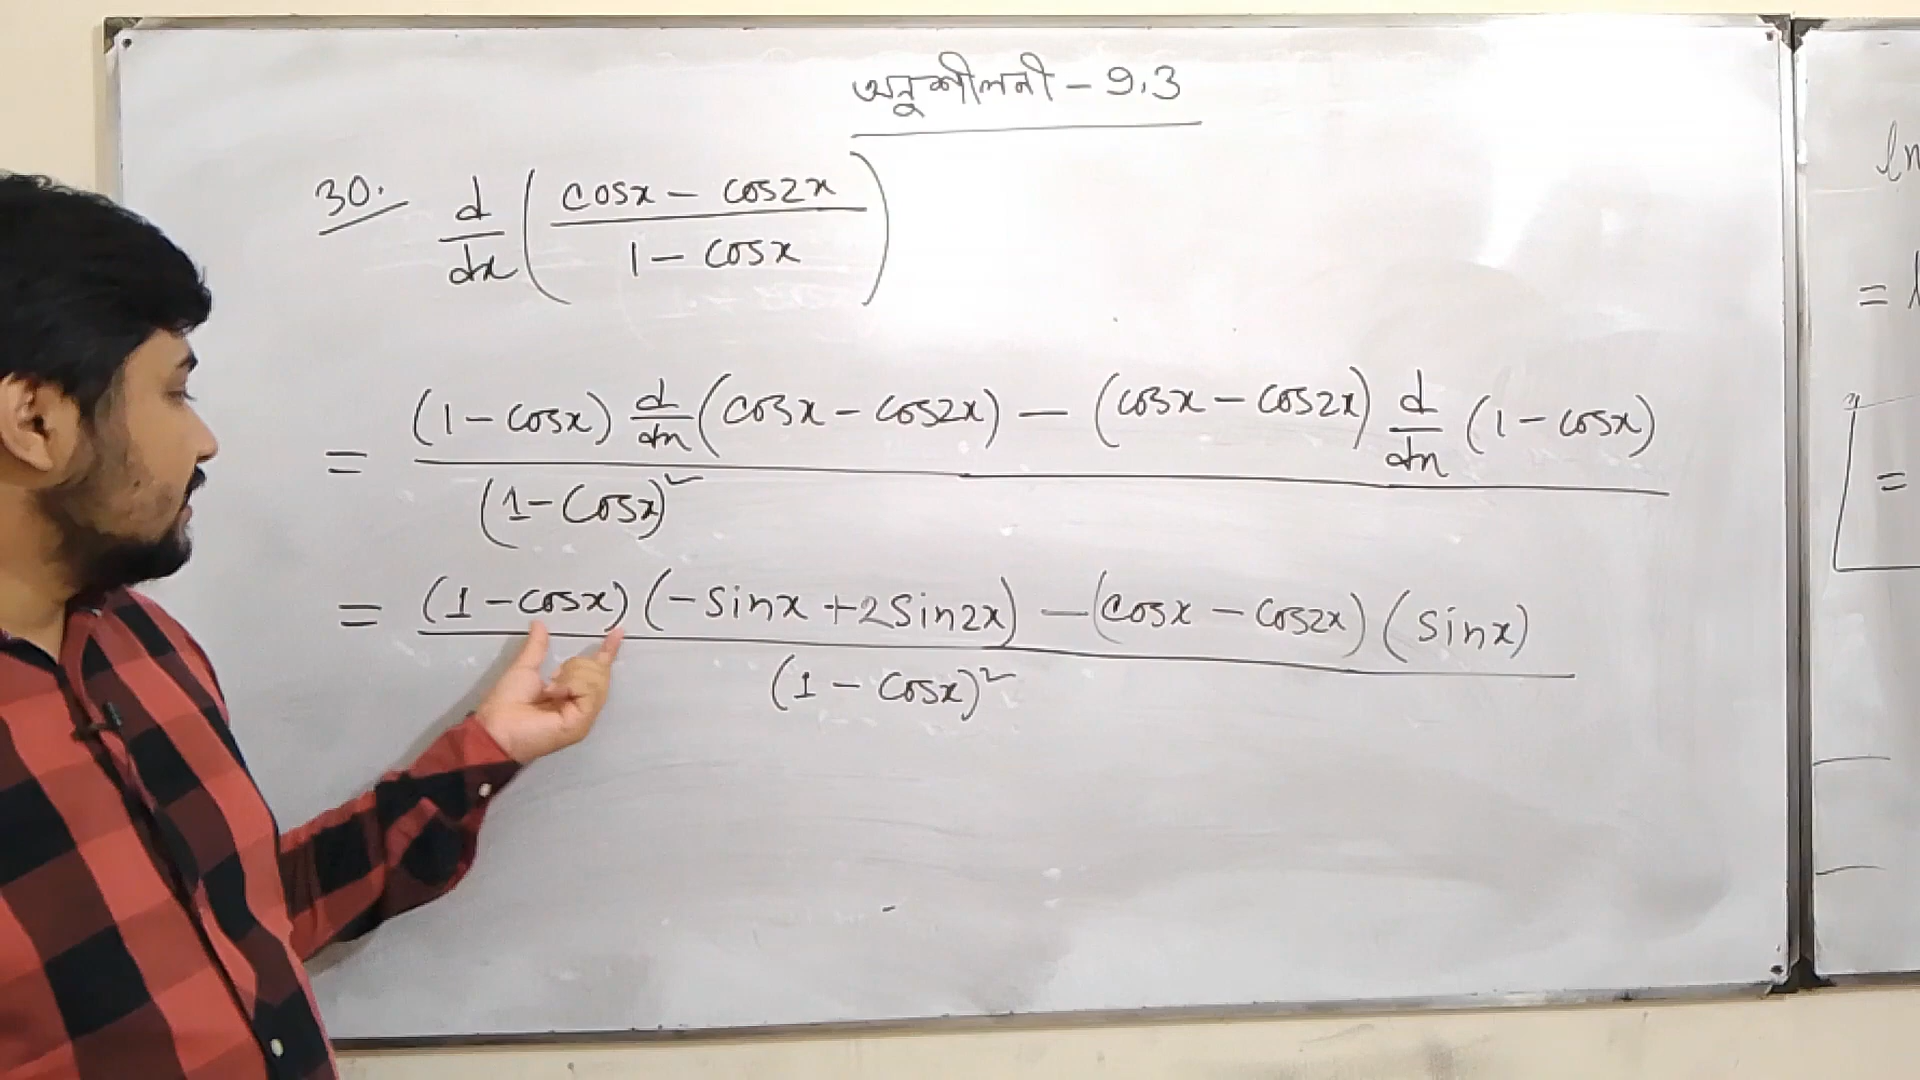 অনুশীলনী - 9.3
30. d/dx ( (cosx - cos2x) / (1 - cosx) )
= ( (1 - cosx) d/dx (cosx - cos2x) - (cosx - cos2x) d/dx (1 - cosx) ) / (1 - Cosx)²
= ( (1 - cosx) (-sinx + 2sin2x) - (cosx - cos2x) (sinx) ) / (1 - cosx)²
ln
=
=